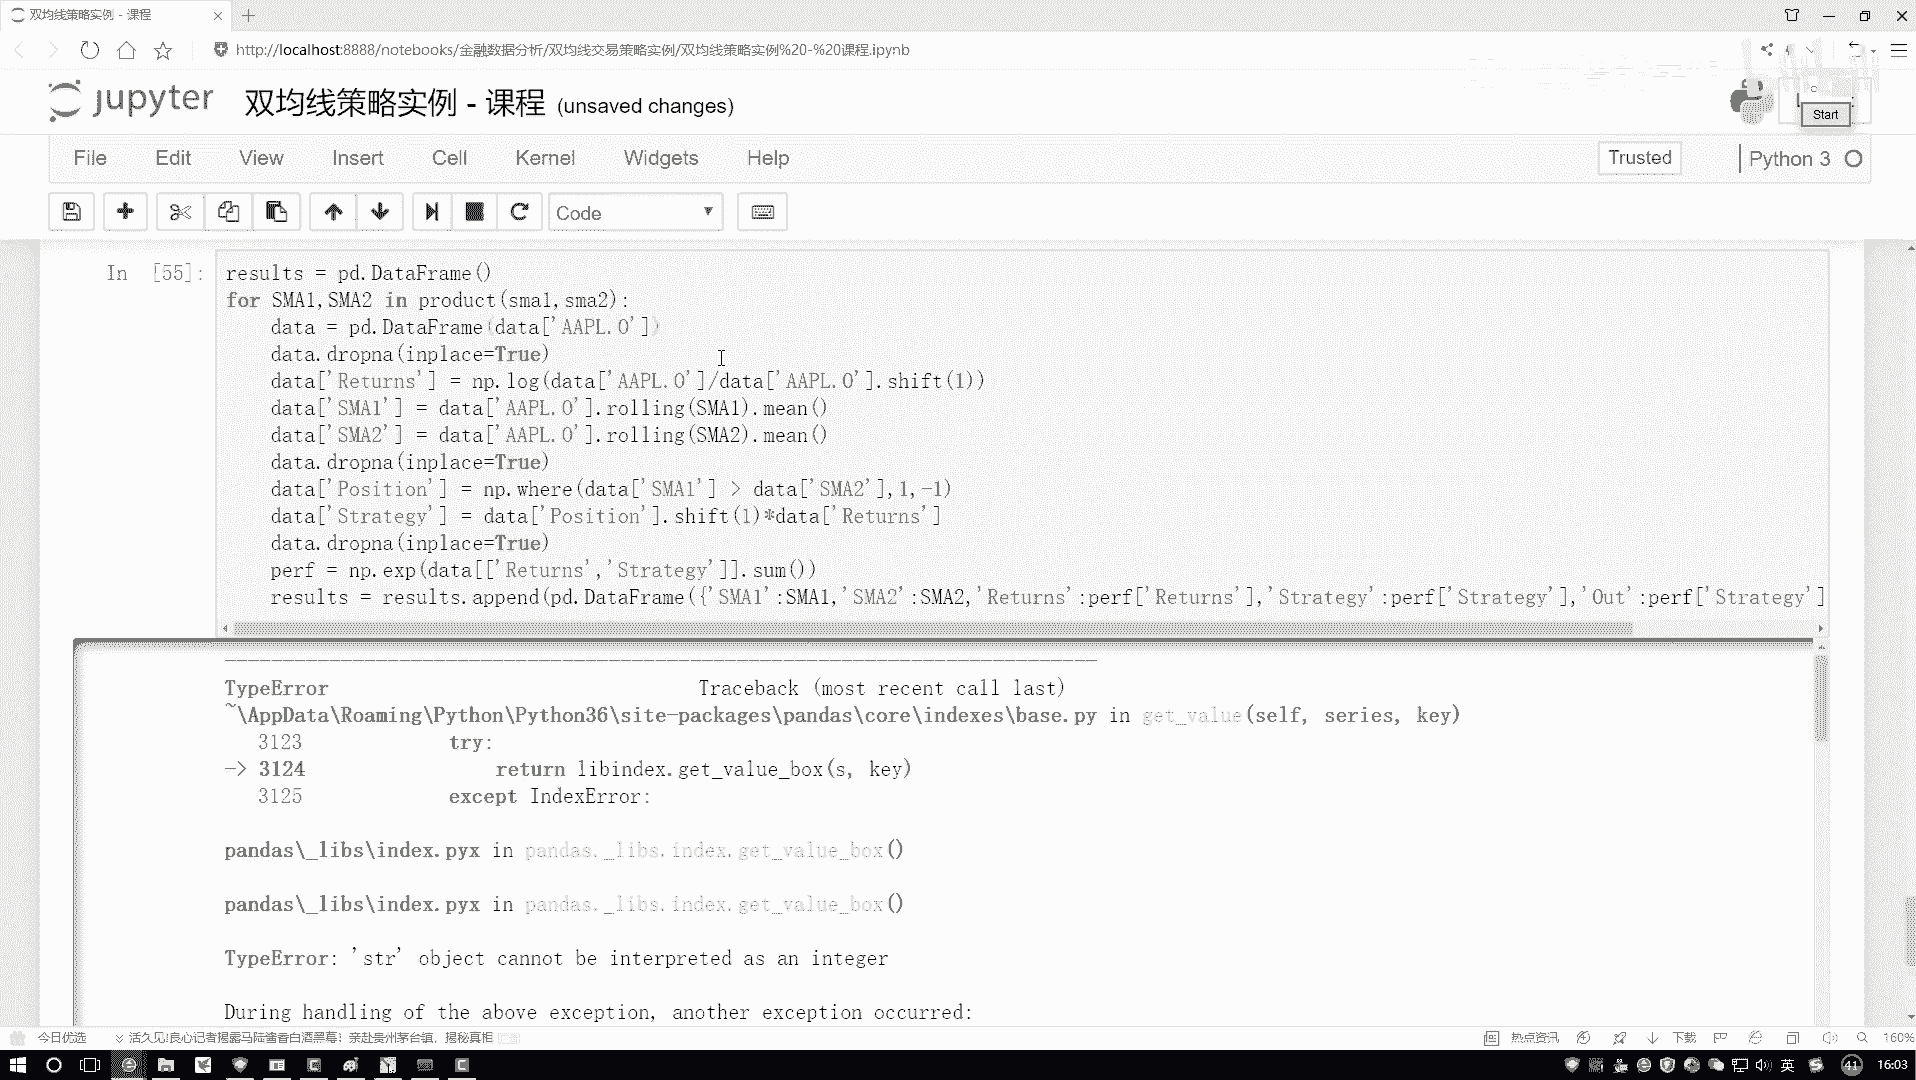 双均线策略实例 - 课程
http://localhost:8888/notebooks/金融数据分析/双均线交易策略实例/双均线策略实例%20-%20课程.ipynb
jupyter 双均线策略实例 - 课程 (unsaved changes)
Start
File Edit View Insert Cell Kernel Widgets Help
Trusted
Python 3
Code
In [55]:
results = pd.DataFrame()
for SMA1,SMA2 in product(sma1,sma2):
    data = pd.DataFrame(data['AAPL.O'])
    data.dropna(inplace=True)
    data['Returns'] = np.log(data['AAPL.O']/data['AAPL.O'].shift(1))
    data['SMA1'] = data['AAPL.O'].rolling(SMA1).mean()
    data['SMA2'] = data['AAPL.O'].rolling(SMA2).mean()
    data.dropna(inplace=True)
    data['Position'] = np.where(data['SMA1'] > data['SMA2'],1,-1)
    data['Strategy'] = data['Position'].shift(1)*data['Returns']
    data.dropna(inplace=True)
    perf = np.exp(data[['Returns','Strategy']].sum())
    results = results.append(pd.DataFrame({'SMA1':SMA1,'SMA2':SMA2,'Returns':perf['Returns'],'Strategy':perf['Strategy'],'Out':perf['Strategy']
TypeError Traceback (most recent call last)
~\AppData\Roaming\Python\Python36\site-packages\pandas\core\indexes\base.py in get_value(self, series, key)
3123 try:
-> 3124 return libindex.get_value_box(s, key)
3125 except IndexError:
pandas\_libs\index.pyx in pandas._libs.index.get_value_box()
pandas\_libs\index.pyx in pandas._libs.index.get_value_box()
TypeError: 'str' object cannot be interpreted as an integer
During handling of the above exception, another exception occurred:
今日优选 活久见!良心记者揭露马陆酱香白酒黑幕! 亲赴贵州茅台镇, 揭秘真相
热点资讯
下载
160%
英
41
16:03